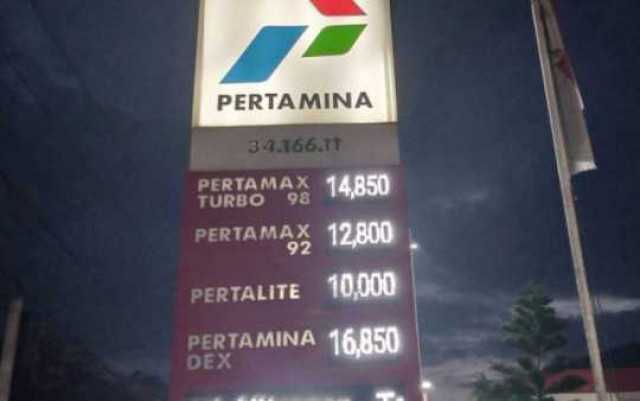 PERTAMINA
34.166.11
PERTAMAX 14,850
TURBO 98
PERTAMAX 12,800
92
PERTALITE 10,000
PERTAMINA 16,850
DEX